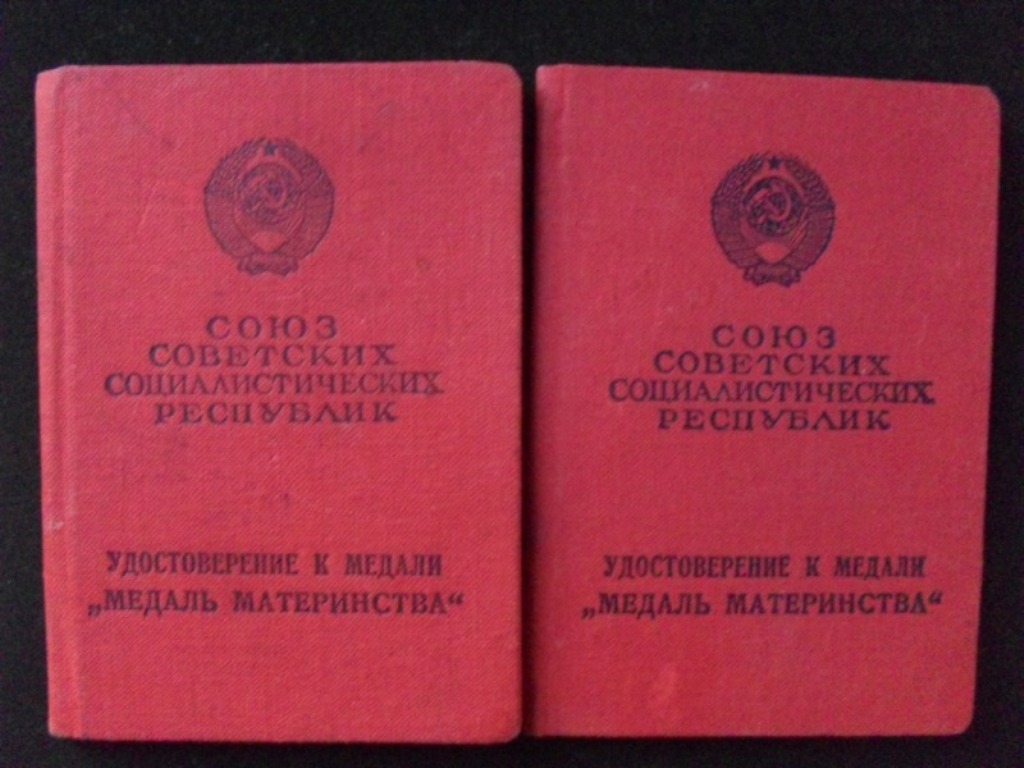 СОЮЗ
СОВЕТСКИХ
СОЦИАЛИСТИЧЕСКИХ
РЕСПУБЛИК
УДОСТОВЕРЕНИЕ К МЕДАЛИ
„МЕДАЛЬ МАТЕРИНСТВА“
СОЮЗ
СОВЕТСКИХ
СОЦИАЛИСТИЧЕСКИХ
РЕСПУБЛИК
УДОСТОВЕРЕНИЕ К МЕДАЛИ
„МЕДАЛЬ МАТЕРИНСТВА“